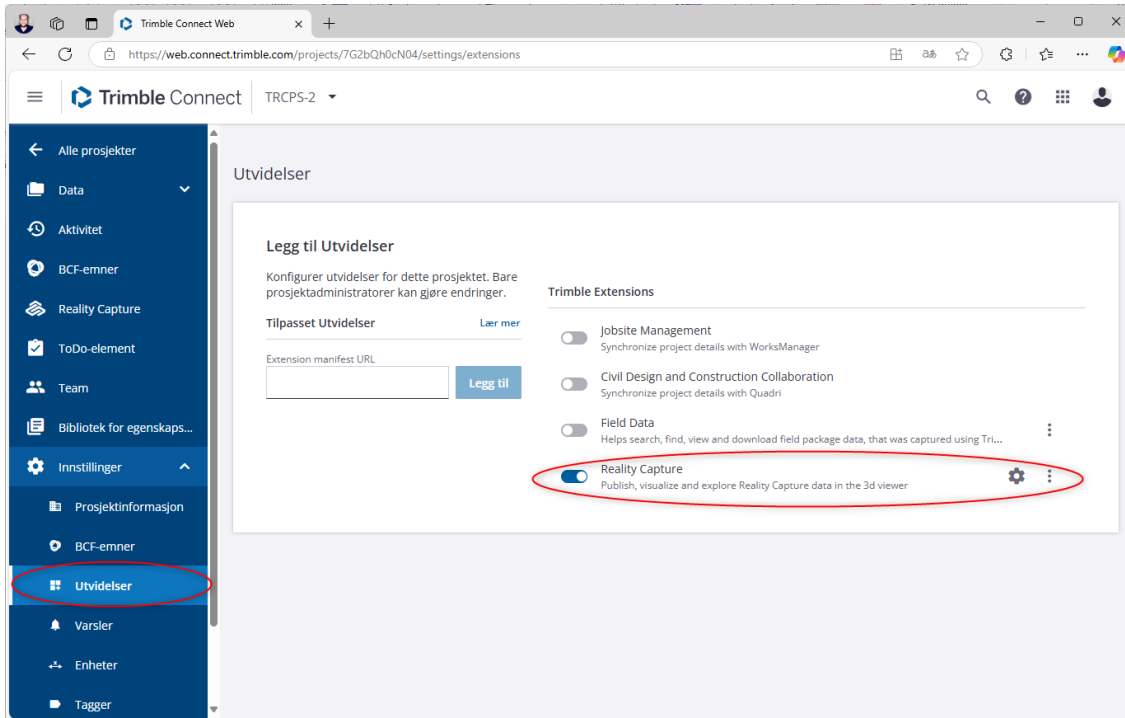 Trimble Connect Web
https://web.connect.trimble.com/projects/7G2bQh0cN04/settings/extensions
Trimble Connect
TRCPS-2
Alle prosjekter
Data
Aktivitet
BCF-emner
Reality Capture
ToDo-element
Team
Bibliotek for egenskaps...
Innstillinger
Prosjektinformasjon
BCF-emner
Utvidelser
Varsler
Enheter
Tagger
Utvidelser
Legg til Utvidelser
Konfigurer utvidelser for dette prosjektet. Bare
prosjektadministratorer kan gjøre endringer.
Tilpasset Utvidelser
Lær mer
Extension manifest URL
Legg til
Trimble Extensions
Jobsite Management
Synchronize project details with WorksManager
Civil Design and Construction Collaboration
Synchronize project details with Quadri
Field Data
Helps search, find, view and download field package data, that was captured using Tri...
Reality Capture
Publish, visualize and explore Reality Capture data in the 3d viewer